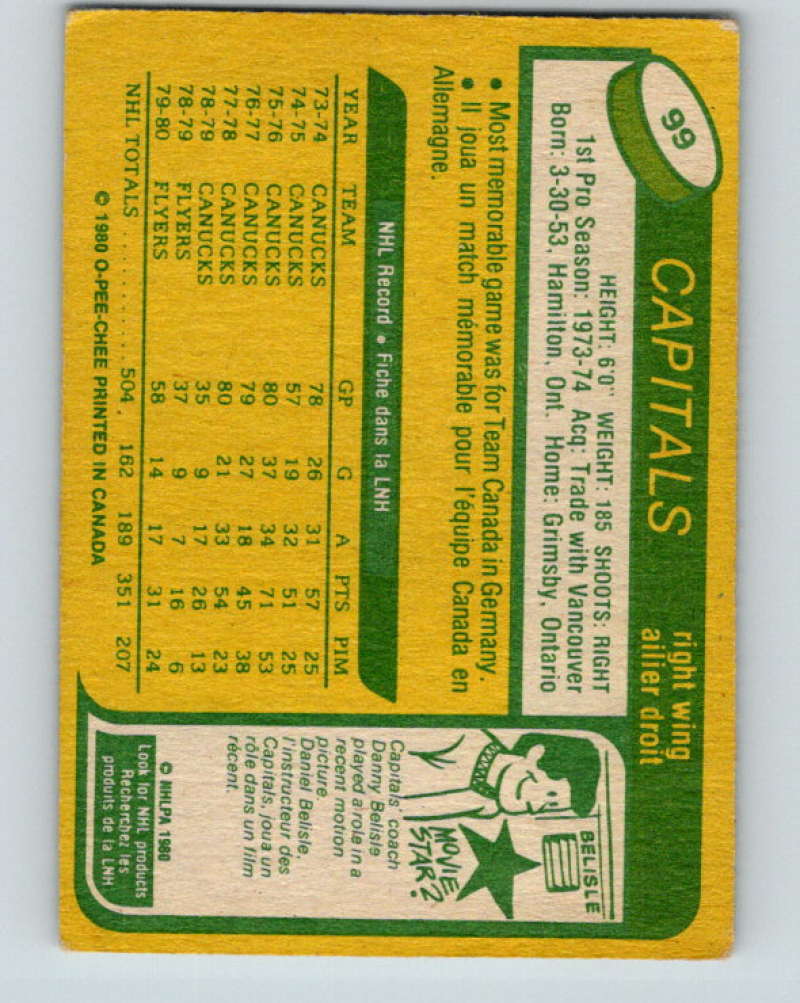 99
CAPITALS
right wing
ailier droit
HEIGHT: 6'0" WEIGHT: 185 SHOOTS: RIGHT
1st Pro Season: 1973-74 Acq: Trade with Vancouver
Born: 3-30-53, Hamilton, Ont. Home: Grimsby, Ontario
• Most memorable game was for Team Canada in Germany.
• Il joua un match mémorable pour l'équipe Canada en
Allemagne.
NHL Record • Fiche dans la LNH
YEAR TEAM GP G A PTS PIM
73-74 CANUCKS 78 26 31 57 25
74-75 CANUCKS 57 19 32 51 25
75-76 CANUCKS 80 37 34 71 53
76-77 CANUCKS 79 27 18 45 38
77-78 CANUCKS 80 21 33 54 23
78-79 CANUCKS 35 9 17 26 13
78-79 FLYERS 37 9 7 16 6
79-80 FLYERS 58 14 17 31 24
NHL TOTALS .......... 504. 162 189 351 207
© 1980 O-PEE-CHEE PRINTED IN CANADA
BELISLE
MOVIE
STAR?
Capitals' coach
Danny Belisle
played a role in a
recent motion
picture.
Daniel Belisle,
l'instructeur des
Capitals, joua un
rôle dans un film
récent.
© NHLPA 1980
Look for NHL products
Recherchez les
produits de la LNH